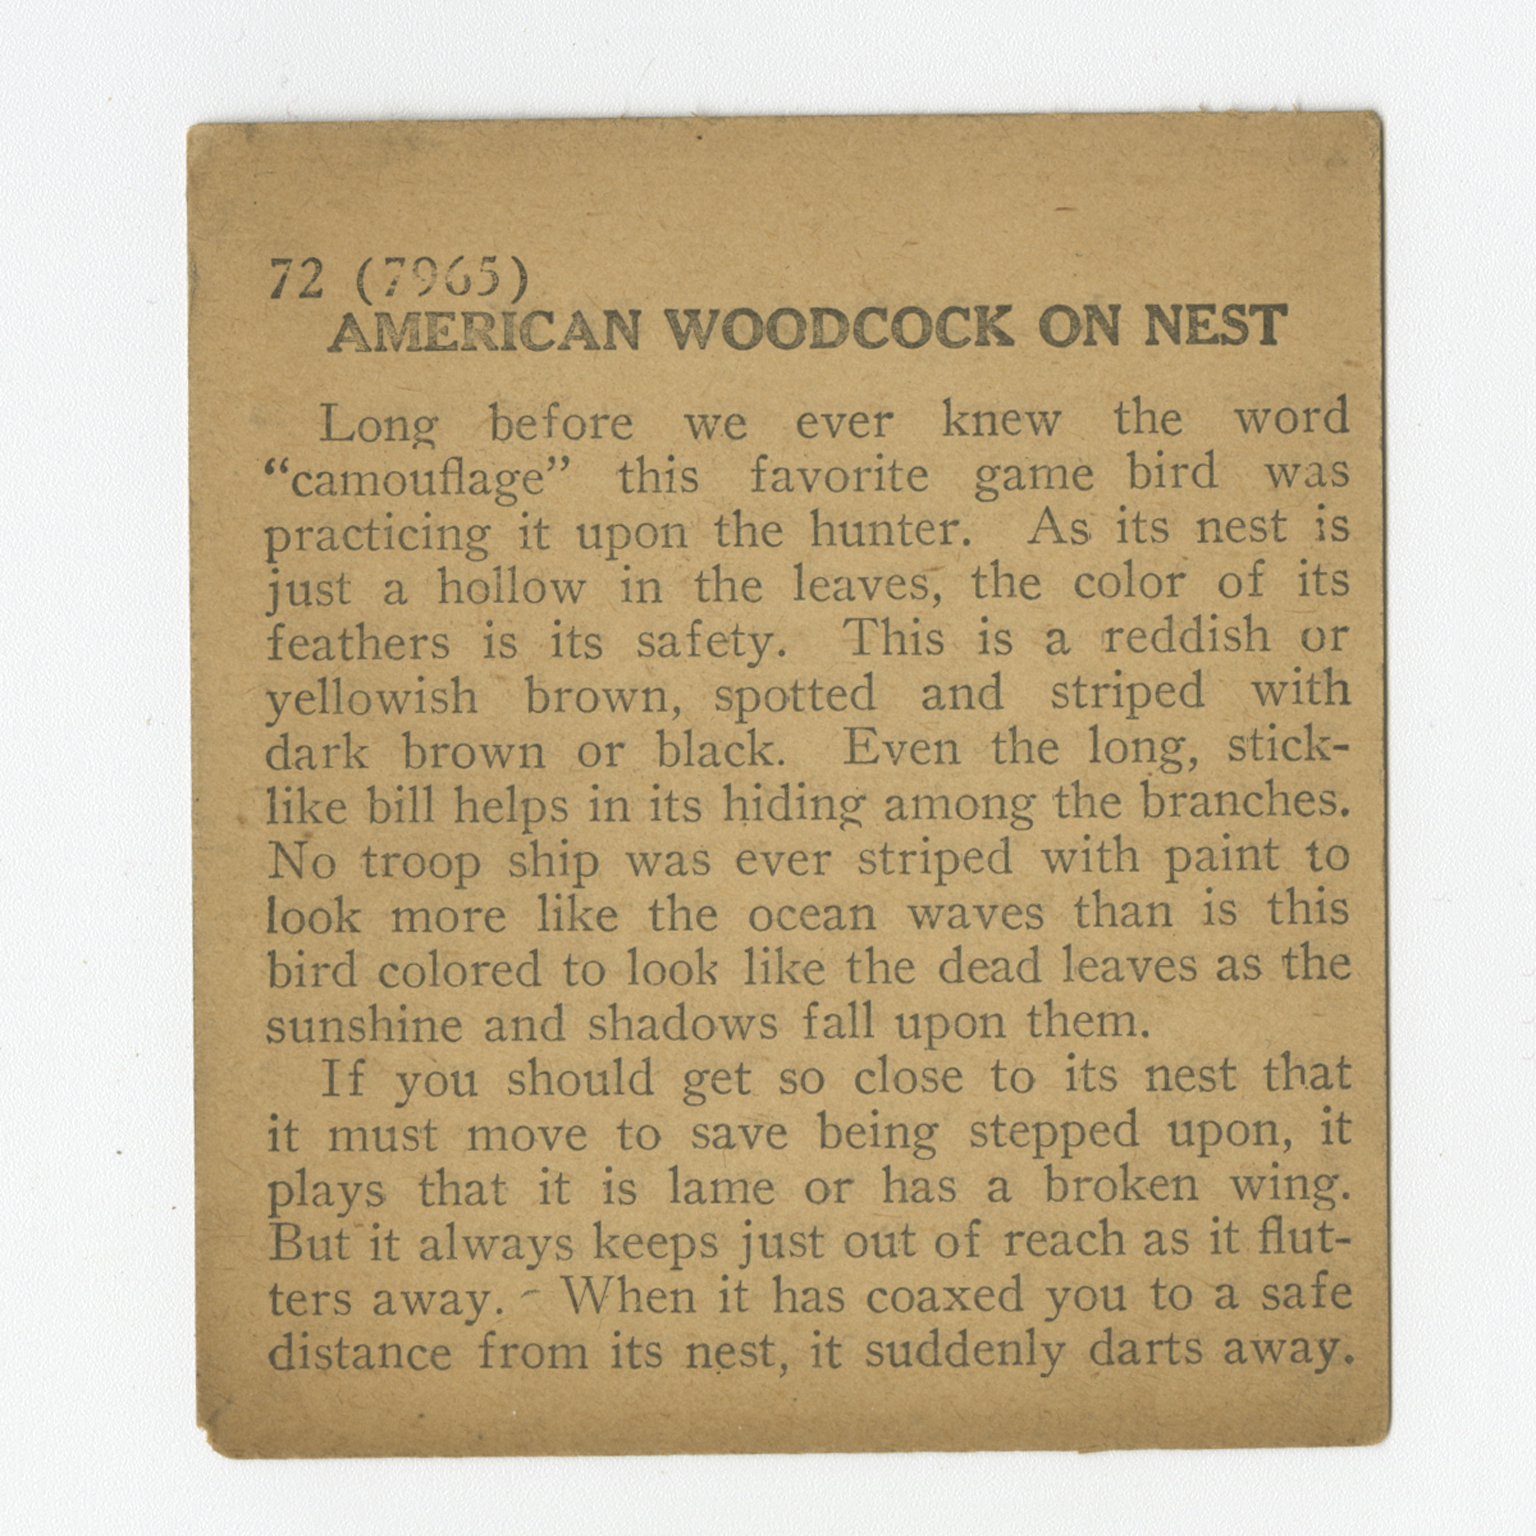 72 (7965)
AMERICAN WOODCOCK ON NEST
Long before we ever knew the word
“camouflage” this favorite game bird was
practicing it upon the hunter. As its nest is
just a hollow in the leaves, the color of its
feathers is its safety. This is a reddish or
yellowish brown, spotted and striped with
dark brown or black. Even the long, stick-
like bill helps in its hiding among the branches.
No troop ship was ever striped with paint to
look more like the ocean waves than is this
bird colored to look like the dead leaves as the
sunshine and shadows fall upon them.
If you should get so close to its nest that
it must move to save being stepped upon, it
plays that it is lame or has a broken wing.
But it always keeps just out of reach as it flut-
ters away. When it has coaxed you to a safe
distance from its nest, it suddenly darts away.